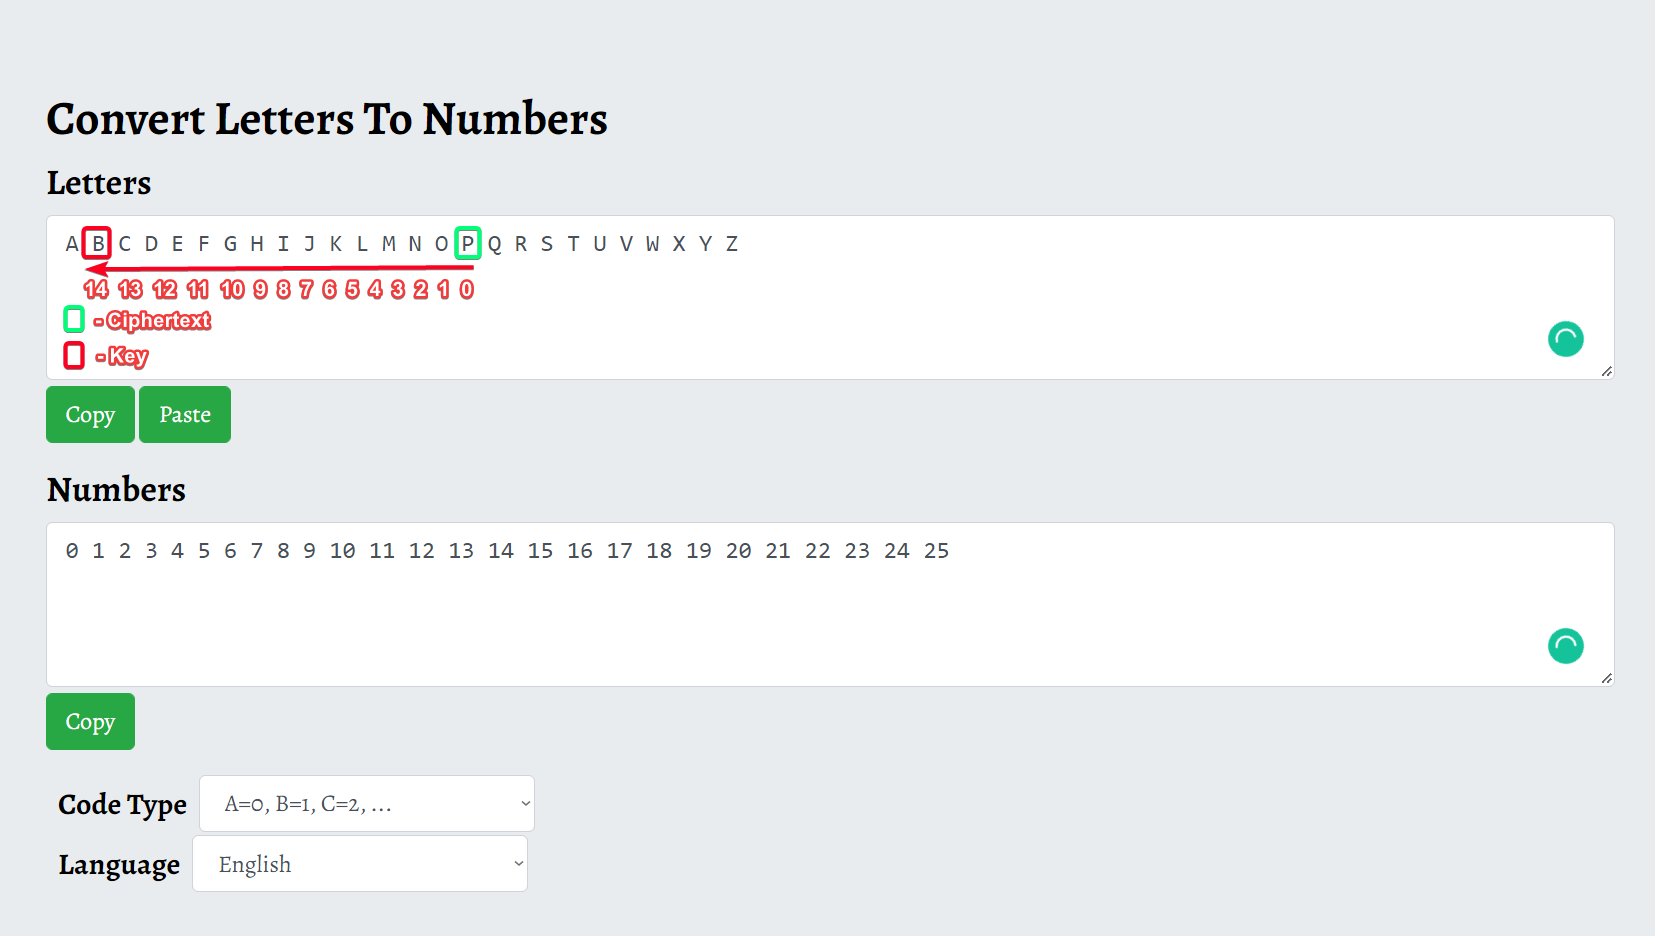 Convert Letters To Numbers
Letters
A B C D E F G H I J K L M N O P Q R S T U V W X Y Z
14 13 12 11 10 9 8 7 6 5 4 3 2 1 0
- Ciphertext
- Key
Copy Paste
Numbers
0 1 2 3 4 5 6 7 8 9 10 11 12 13 14 15 16 17 18 19 20 21 22 23 24 25
Copy
Code Type A=0, B=1, C=2, ...
Language English